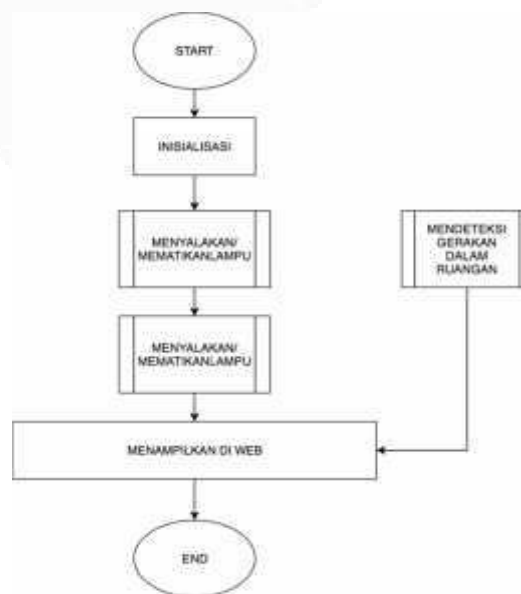 START
INISIALISASI
MENYALAKAN/
MEMATIKANLAMPU
MENDETEKSI
GERAKAN
DALAM
RUANGAN
MENYALAKAN/
MEMATIKANLAMPU
MENAMPILKAN DI WEB
END